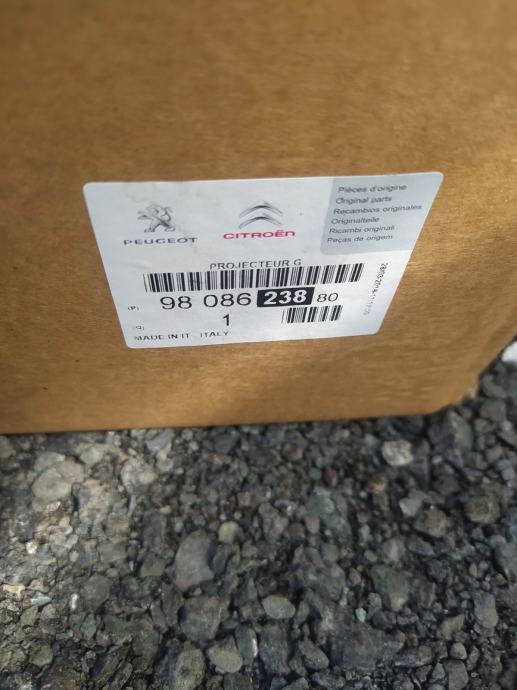 Pièces d'origine
Original parts
Recambios originales
Originalteile
Ricambi originali
Peças de origem
PEUGEOT
CITROËN
PROJECTEUR G
(P) 98 086 238 80
(Q) 1
MADE IN IT - ITALY